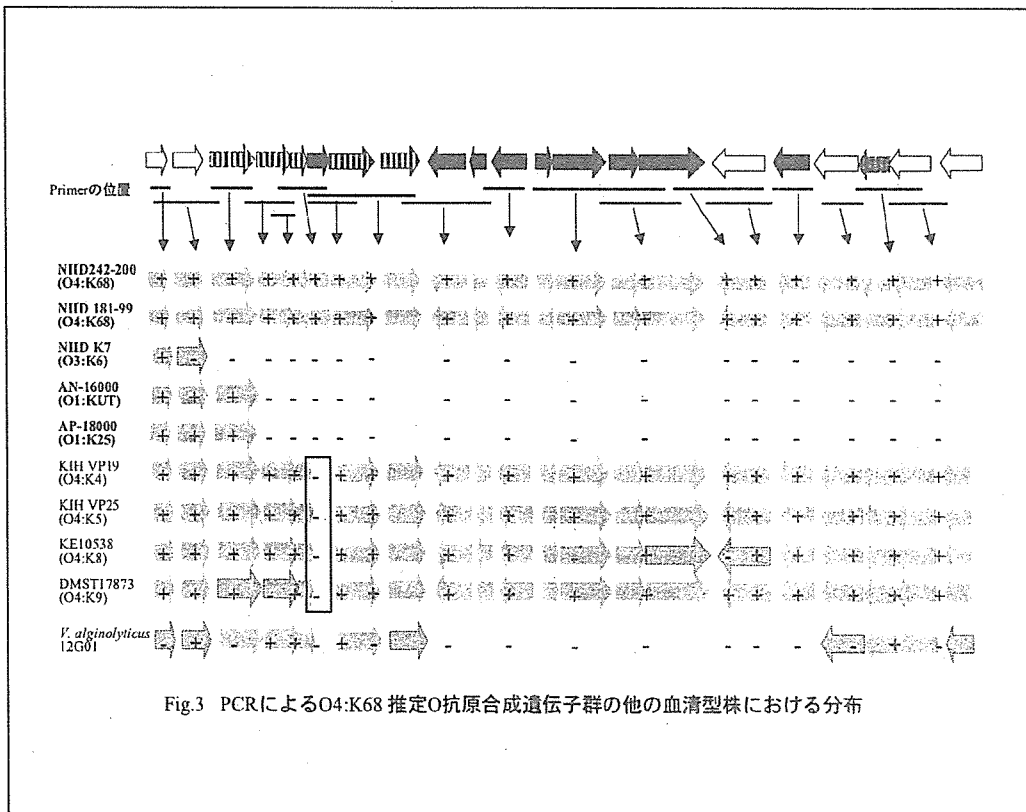 Primerの位置
NIID242-200 + + + + + + + + + + + + + + + + + +
(O4:K68)
NIID 181-99 + + + + + + + + + + + + + + + + + +
(O4:K68)
NIID K7 + - - - - - - - - - - - - - - - - -
(O3:K6)
AN-16000 + + + - - - - - - - - - - - - - - -
(O1:KUT)
AP-18000 + + + - - - - - - - - - - - - - - -
(O1:K25)
KIH VP19 + + + + + - + + + + + + + + + + + +
(O4:K4)
KIH VP25 + + + + + - + + + + + + + + + + + +
(O4:K5)
KE10538 + + + + + - + + + + + + - + + + + +
(O4:K8)
DMST17873 + + + + + - + + + + + + + + + + + +
(O4:K9)
V. alginolyticus - + - + + - + - - - - - - - - - + -
12G01
Fig.3 PCRによるO4:K68 推定O抗原合成遺伝子群の他の血清型株における分布